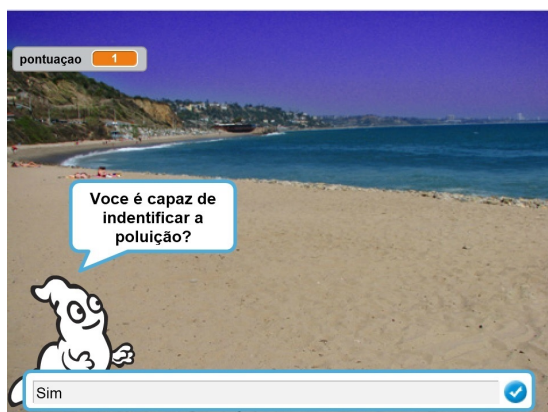 pontuaçao 1
Voce é capaz de
indentificar a
poluição?
Sim